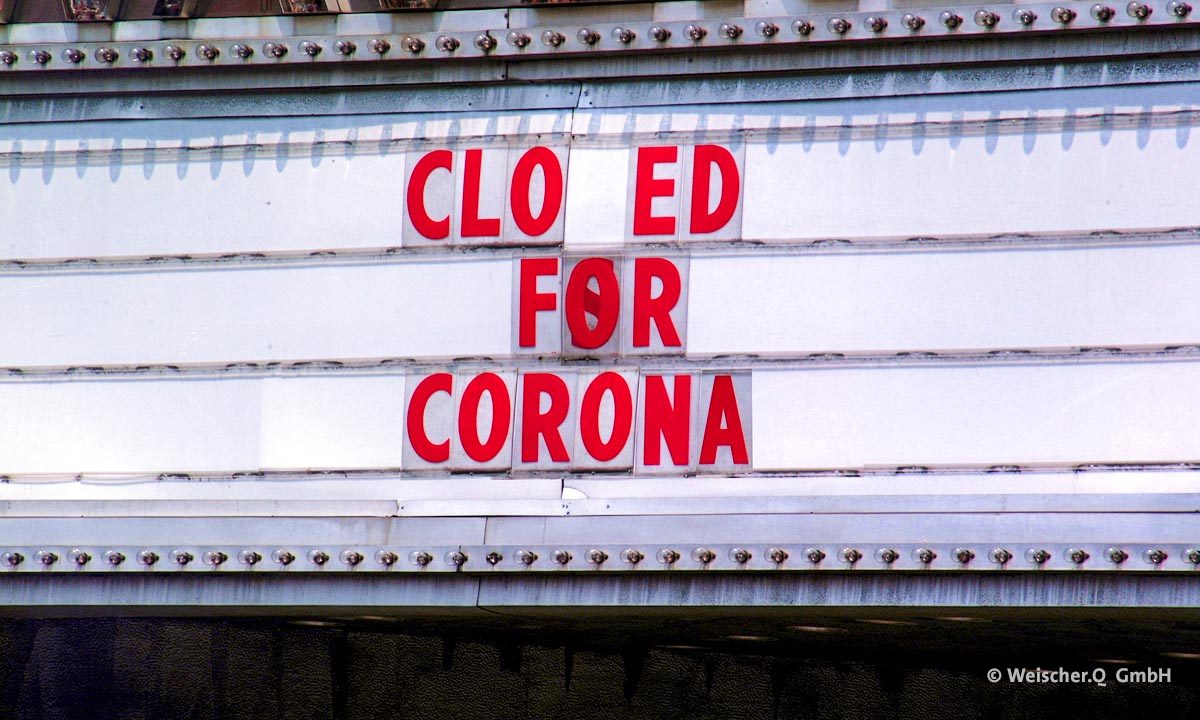 CLO ED
FOR
CORONA
© Weischer.Q GmbH